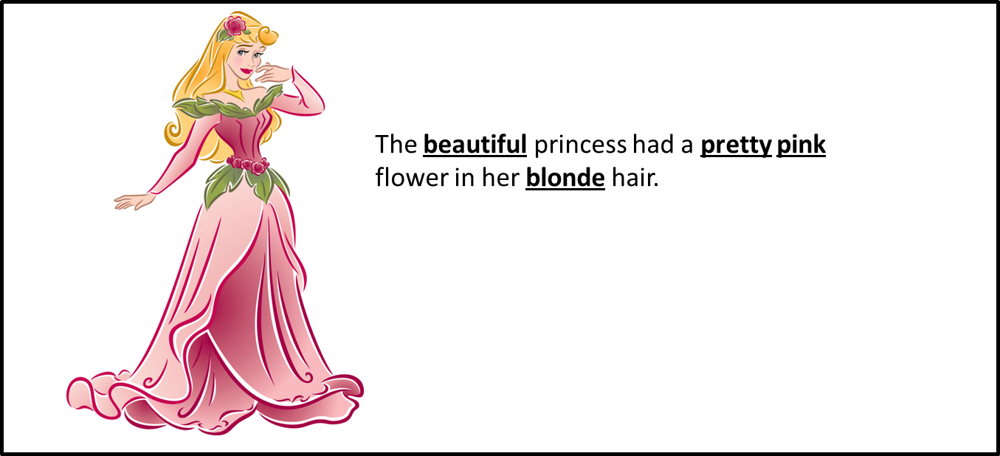 The beautiful princess had a pretty pink
flower in her blonde hair.